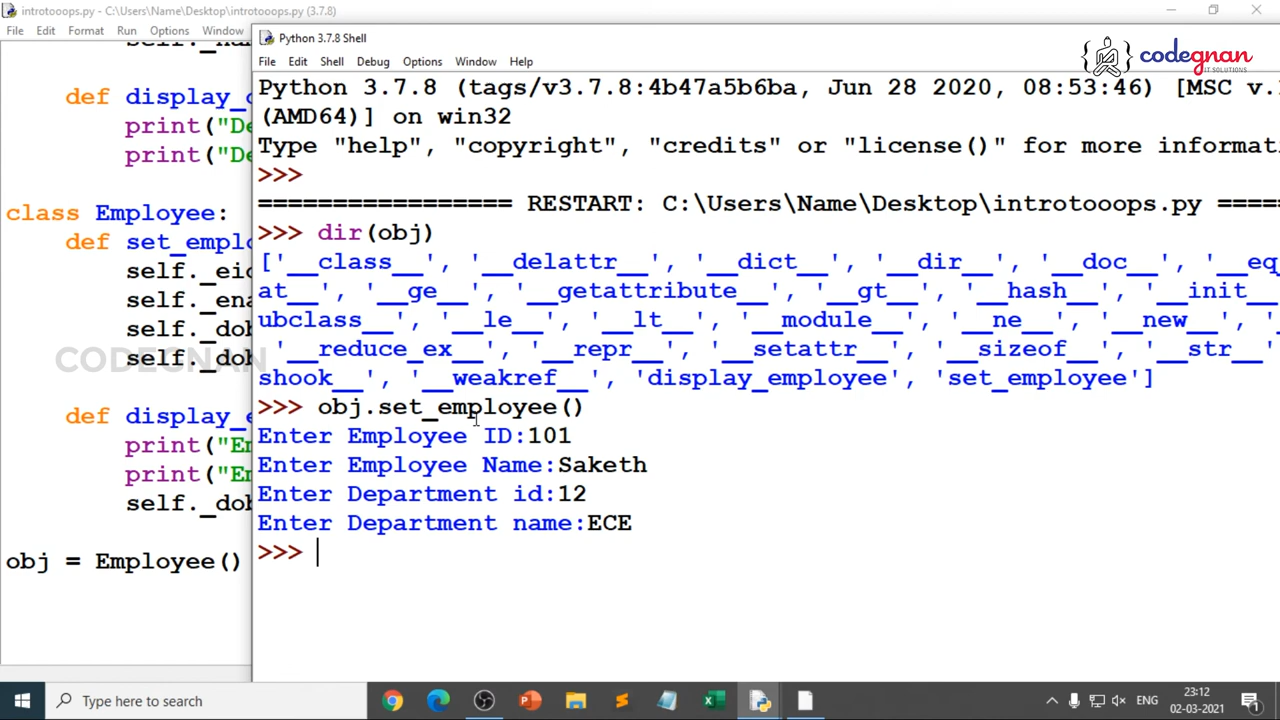 introtooops.py - C:\Users\Name\Desktop\introtooops.py (3.7.8)
File Edit Format Run Options Window
def display_
print("De
print("De
class Employee:
def set_emplo
self._eid
self._ena
self._dob
self._dob
def display_e
print("Em
print("Em
self._dob
obj = Employee()
CODEGNAN
Python 3.7.8 Shell
File Edit Shell Debug Options Window Help
codegnan
IT SOLUTIONS
Python 3.7.8 (tags/v3.7.8:4b47a5b6ba, Jun 28 2020, 08:53:46) [MSC v.
(AMD64)] on win32
Type "help", "copyright", "credits" or "license()" for more informati
>>>
================= RESTART: C:\Users\Name\Desktop\introtooops.py =====
>>> dir(obj)
['__class__', '__delattr__', '__dict__', '__dir__', '__doc__', '__eq
at__', '__ge__', '__getattribute__', '__gt__', '__hash__', '__init__
ubclass__', '__le__', '__lt__', '__module__', '__ne__', '__new__', '
'__reduce_ex__', '__repr__', '__setattr__', '__sizeof__', '__str__'
shook__', '__weakref__', 'display_employee', 'set_employee']
>>> obj.set_employee()
Enter Employee ID:101
Enter Employee Name:Saketh
Enter Department id:12
Enter Department name:ECE
>>>
Type here to search
ENG
23:12
02-03-2021